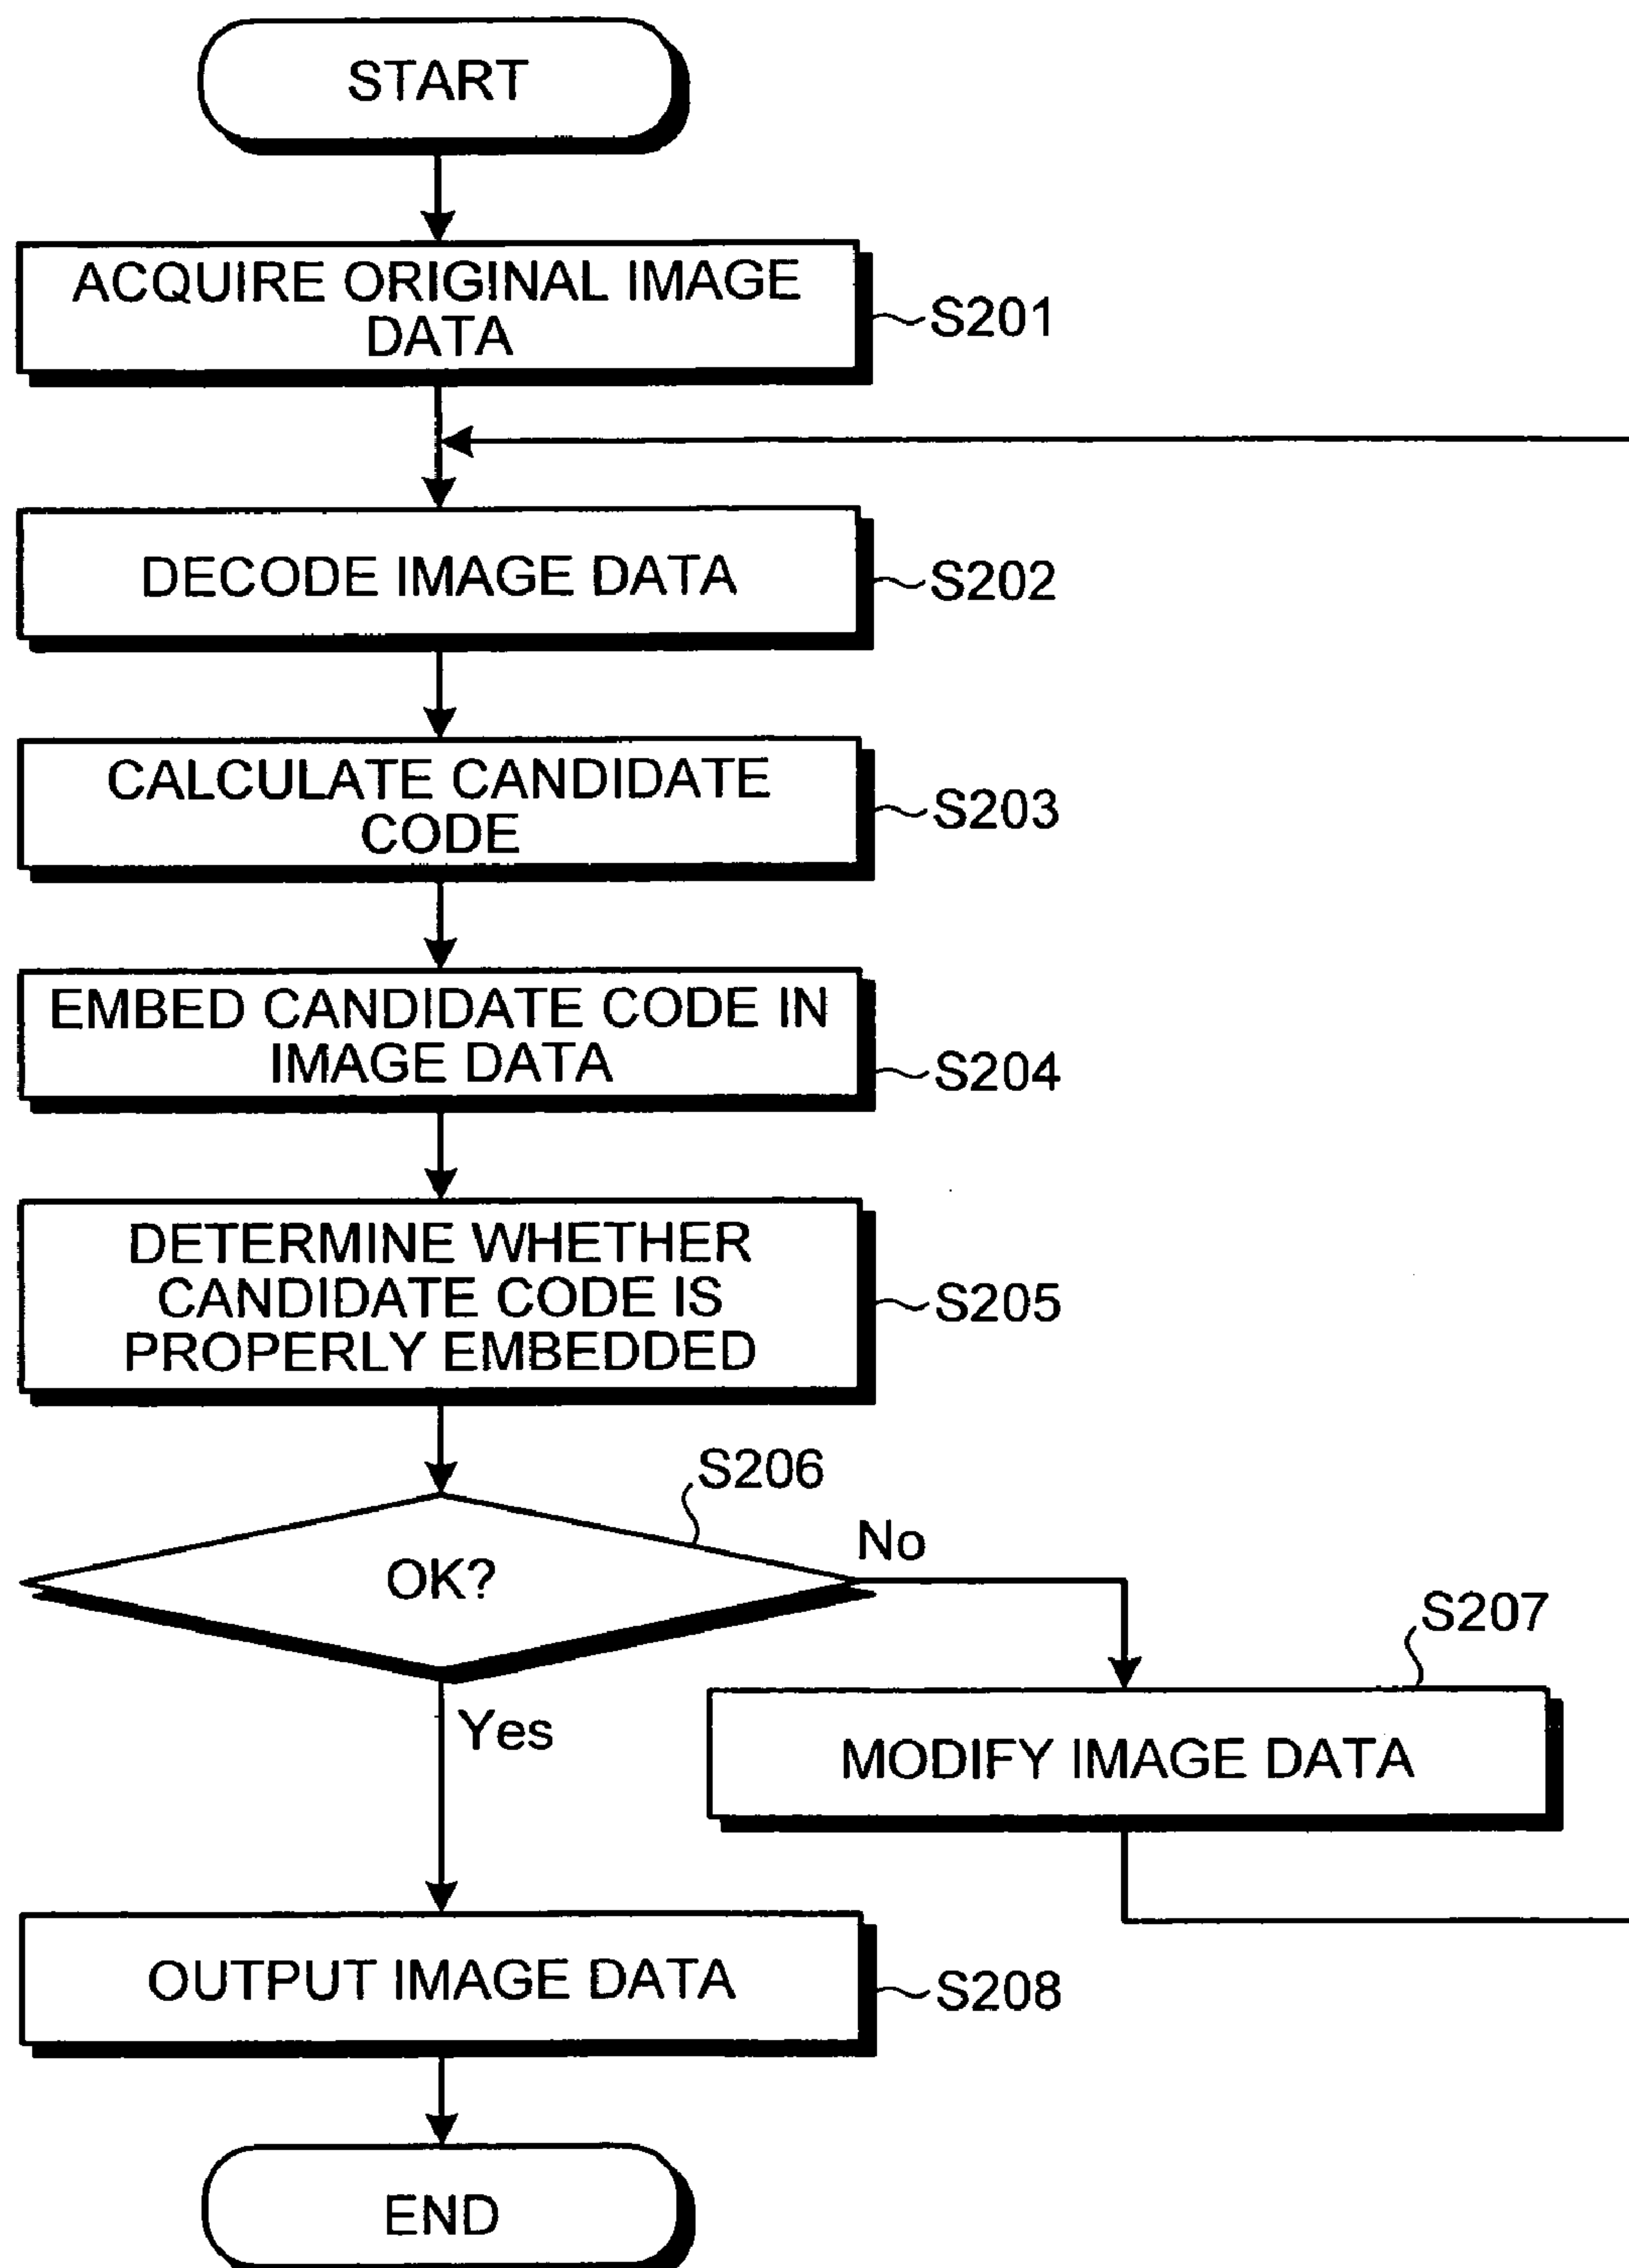 START
ACQUIRE ORIGINAL IMAGE
DATA
S201
DECODE IMAGE DATA
S202
CALCULATE CANDIDATE
CODE
S203
EMBED CANDIDATE CODE IN
IMAGE DATA
S204
DETERMINE WHETHER
CANDIDATE CODE IS
PROPERLY EMBEDDED
S205
S206
OK?
No
S207
Yes
MODIFY IMAGE DATA
OUTPUT IMAGE DATA
S208
END